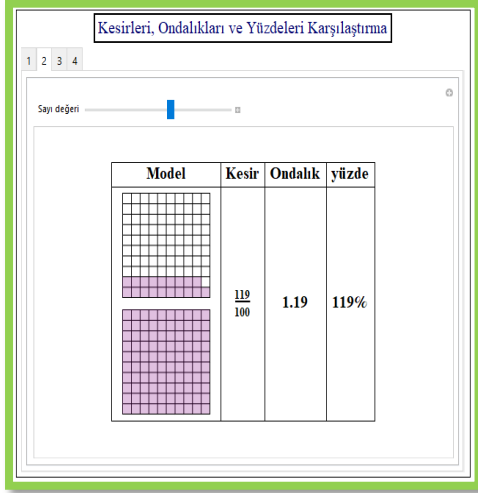 Kesirleri, Ondalıkları ve Yüzdeleri Karşılaştırma
1 2 3 4
Sayı değeri
Model Kesir Ondalık yüzde
119
100
1.19
119%